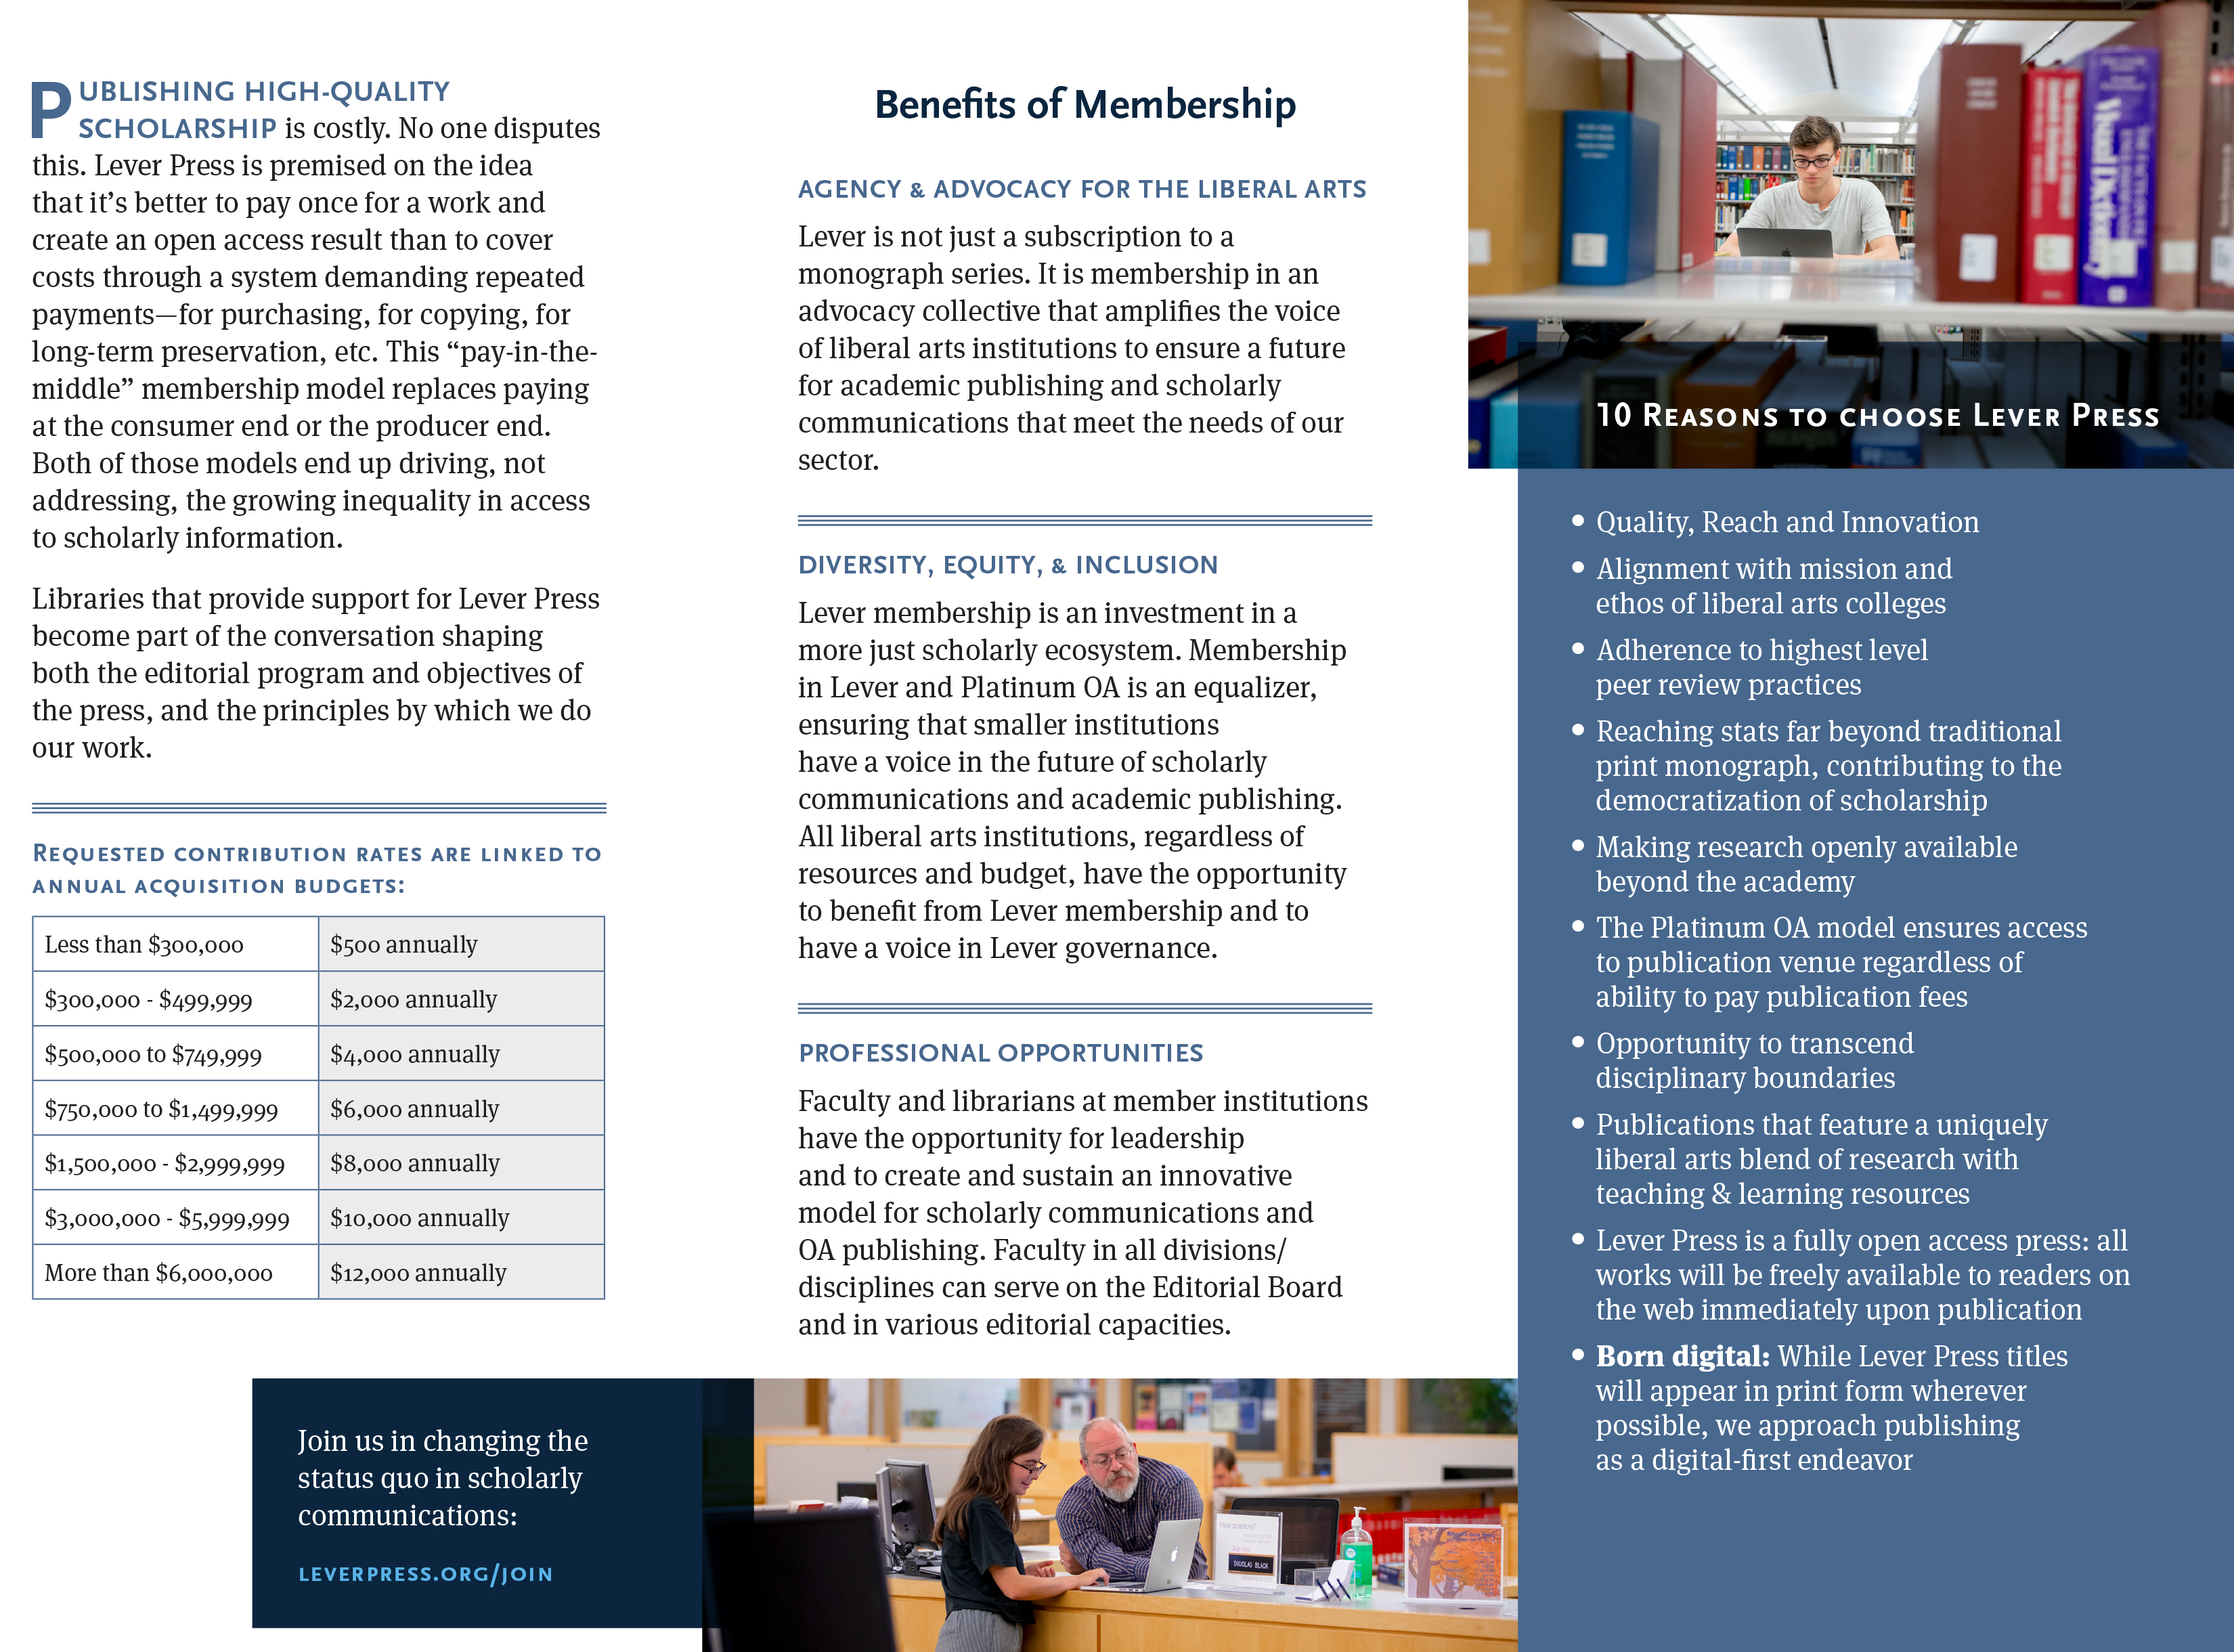 PUBLISHING HIGH-QUALITY
SCHOLARSHIP is costly. No one disputes
this. Lever Press is premised on the idea
that it’s better to pay once for a work and
create an open access result than to cover
costs through a system demanding repeated
payments—for purchasing, for copying, for
long-term preservation, etc. This “pay-in-the-
middle” membership model replaces paying
at the consumer end or the producer end.
Both of those models end up driving, not
addressing, the growing inequality in access
to scholarly information.
Libraries that provide support for Lever Press
become part of the conversation shaping
both the editorial program and objectives of
the press, and the principles by which we do
our work.
Requested contribution rates are linked to
annual acquisition budgets:
Less than $300,000 $500 annually
$300,000 - $499,999 $2,000 annually
$500,000 to $749,999 $4,000 annually
$750,000 to $1,499,999 $6,000 annually
$1,500,000 - $2,999,999 $8,000 annually
$3,000,000 - $5,999,999 $10,000 annually
More than $6,000,000 $12,000 annually
Join us in changing the
status quo in scholarly
communications:
leverpress.org/join
Benefits of Membership
AGENCY & ADVOCACY FOR THE LIBERAL ARTS
Lever is not just a subscription to a
monograph series. It is membership in an
advocacy collective that amplifies the voice
of liberal arts institutions to ensure a future
for academic publishing and scholarly
communications that meet the needs of our
sector.
DIVERSITY, EQUITY, & INCLUSION
Lever membership is an investment in a
more just scholarly ecosystem. Membership
in Lever and Platinum OA is an equalizer,
ensuring that smaller institutions
have a voice in the future of scholarly
communications and academic publishing.
All liberal arts institutions, regardless of
resources and budget, have the opportunity
to benefit from Lever membership and to
have a voice in Lever governance.
PROFESSIONAL OPPORTUNITIES
Faculty and librarians at member institutions
have the opportunity for leadership
and to create and sustain an innovative
model for scholarly communications and
OA publishing. Faculty in all divisions/
disciplines can serve on the Editorial Board
and in various editorial capacities.
Have questions?
DOUGLAS BLACK
Visual Dictionary
10 Reasons to choose Lever Press
• Quality, Reach and Innovation
• Alignment with mission and
ethos of liberal arts colleges
• Adherence to highest level
peer review practices
• Reaching stats far beyond traditional
print monograph, contributing to the
democratization of scholarship
• Making research openly available
beyond the academy
• The Platinum OA model ensures access
to publication venue regardless of
ability to pay publication fees
• Opportunity to transcend
disciplinary boundaries
• Publications that feature a uniquely
liberal arts blend of research with
teaching & learning resources
• Lever Press is a fully open access press: all
works will be freely available to readers on
the web immediately upon publication
• Born digital: While Lever Press titles
will appear in print form wherever
possible, we approach publishing
as a digital-first endeavor